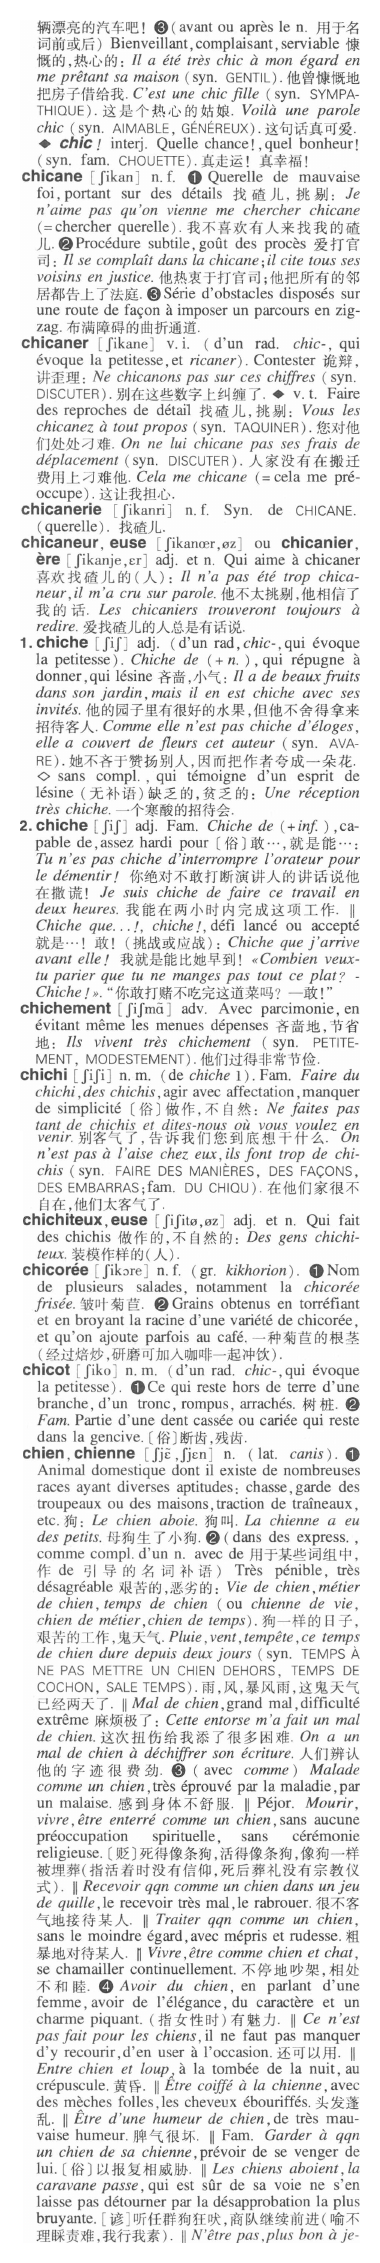 辆漂亮的汽车吧! ❸(avant ou après le n. 用于名
词前或后) Bienveillant, complaisant, serviable 慷
慨的,热心的: Il a été très chic à mon égard en
me prêtant sa maison (syn. GENTIL). 他曾慷慨地
把房子借给我. C'est une chic fille (syn. SYMPA-
THIQUE). 这是个热心的姑娘. Voilà une parole
chic (syn. AIMABLE, GÉNÉREUX). 这句话真可爱.
◆ chic! interj. Quelle chance!, quel bonheur!
(syn. fam. CHOUETTE). 真走运! 真幸福!
chicane [ʃikan] n. f. ❶ Querelle de mauvaise
foi, portant sur des détails 找碴儿, 挑剔: Je
n'aime pas qu'on vienne me chercher chicane
(=chercher querelle). 我不喜欢有人来找我的碴
儿. ❷ Procédure subtile, goût des procès 爱打官
司: Il se complaît dans la chicane; il cite tous ses
voisins en justice. 他热衷于打官司;他把所有的邻
居都告上了法庭. ❸ Série d'obstacles disposés sur
une route de façon à imposer un parcours en zig-
zag. 布满障碍的曲折通道.
chicaner [ʃikane] v. i. (d'un rad. chic-, qui
évoque la petitesse, et ricaner). Contester 诡辩,
讲歪理: Ne chicanons pas sur ces chiffres (syn.
DISCUTER). 别在这些数字上纠缠了. ◆ v. t. Faire
des reproches de détail 找碴儿,挑剔: Vous les
chicanez à tout propos (syn. TAQUINER). 您对他
们处处刁难. On ne lui chicane pas ses frais de
déplacement (syn. DISCUTER). 人家没有在搬迁
费用上刁难他. Cela me chicane (= cela me pré-
occupe). 这让我担心.
chicanerie [ʃikanri] n. f. Syn. de CHICANE.
(querelle). 找碴儿.
chicaneur, euse [ʃikanœr, øz] ou chicanier,
ère [ʃikanje, ɛr] adj. et n. Qui aime à chicaner
喜欢找碴儿的(人): Il n'a pas été trop chica-
neur, il m'a cru sur parole. 他不太挑剔,他相信了
我的话. Les chicaniers trouveront toujours à
redire. 爱找碴儿的人总是有话说.
1. chiche [ʃiʃ] adj. (d'un rad, chic-, qui évoque
la petitesse). Chiche de (+ n. ), qui répugne à
donner, qui lésine 吝啬,小气: Il a de beaux fruits
dans son jardin, mais il en est chiche avec ses
invités. 他的园子里有很好的水果,但他不舍得拿来
招待客人. Comme elle n'est pas chiche d'éloges,
elle a couvert de fleurs cet auteur (syn. AVA-
RE). 她不吝于赞扬别人,因而把作者夸成一朵花.
◇ sans compl. , qui témoigne d'un esprit de
lésine (无补语)缺乏的,贫乏的: Une réception
très chiche. 一个寒酸的招待会.
2. chiche [ʃiʃ] adj. Fam. Chiche de (+inf. ), ca-
pable de, assez hardi pour [俗]敢…,就是能…:
Tu n'es pas chiche d'interrompre l'orateur pour
le démentir! 你绝对不敢打断演讲人的讲话说他
在撒谎! Je suis chiche de faire ce travail en
deux heures. 我能在两小时内完成这项工作. ‖
Chiche que...!, chiche!, défi lancé ou accepté
就是…! 敢! (挑战或应战): Chiche que j'arrive
avant elle! 我就是能比她早到! «Combien veux-
tu parier que tu ne manges pas tout ce plat? -
Chiche!». “你敢打赌不吃完这道菜吗? —敢!”
chichement [ʃiʃmɑ̃] adv. Avec parcimonie, en
évitant même les menues dépenses 吝啬地,节省
地: Ils vivent très chichement (syn. PETITE-
MENT, MODESTEMENT). 他们过得非常节俭.
chichi [ʃiʃi] n. m. (de chiche 1). Fam. Faire du
chichi, des chichis, agir avec affectation, manquer
de simplicité [俗]做作,不自然: Ne faites pas
tant de chichis et dites-nous où vous voulez en
venir. 别客气了,告诉我们您到底想干什么. On
n'est pas à l'aise chez eux, ils font trop de chi-
chis (syn. FAIRE DES MANIÈRES, DES FAÇONS,
DES EMBARRAS; fam. DU CHIQU). 在他们家很不
自在,他们太客气了.
chichiteux, euse [ʃiʃitø, øz] adj. et n. Qui fait
des chichis 做作的,不自然的: Des gens chichi-
teux. 装模作样的(人).
chicorée [ʃikɔre] n. f. (gr. kikhorion). ❶ Nom
de plusieurs salades, notamment la chicorée
frisée. 皱叶菊苣. ❷ Grains obtenus en torréfiant
et en broyant la racine d'une variété de chicorée,
et qu'on ajoute parfois au café. 一种菊苣的根茎
(经过焙炒,研磨可加入咖啡一起冲饮).
chicot [ʃiko] n. m. (d'un rad. chic-, qui évoque
la petitesse). ❶ Ce qui reste hors de terre d'une
branche, d'un tronc, rompus, arrachés. 树桩. ❷
Fam. Partie d'une dent cassée ou cariée qui reste
dans la gencive. [俗]断齿,残齿.
chien, chienne [ʃjɛ̃, ʃjɛn] n. (lat. canis). ❶
Animal domestique dont il existe de nombreuses
races ayant diverses aptitudes: chasse, garde des
troupeaux ou des maisons, traction de traîneaux,
etc. 狗: Le chien aboie. 狗叫. La chienne a eu
des petits. 母狗生了小狗. ❷ (dans des express. ,
comme compl. d'un n. avec de 用于某些词组中,
作 de 引导的名词补语) Très pénible, très
désagréable 艰苦的,恶劣的: Vie de chien, métier
de chien, temps de chien (ou chienne de vie,
chien de métier, chien de temps). 狗一样的日子,
艰苦的工作,鬼天气. Pluie, vent, tempête, ce temps
de chien dure depuis deux jours (syn. TEMPS À
NE PAS METTRE UN CHIEN DEHORS, TEMPS DE
COCHON, SALE TEMPS). 雨,风,暴风雨,这鬼天气
已经两天了. ‖ Mal de chien, grand mal, difficulté
extrême 麻烦极了: Cette entorse m'a fait un mal
de chien. 这次扭伤给我添了很多困难. On a un
mal de chien à déchiffrer son écriture. 人们辨认
他的字迹很费劲. ❸ (avec comme) Malade
comme un chien, très éprouvé par la maladie, par
un malaise. 感到身体不舒服. ‖ Péjor. Mourir,
vivre, être enterré comme un chien, sans aucune
préoccupation spirituelle, sans cérémonie
religieuse. [贬]死得像条狗,活得像条狗,像狗一样
被埋葬(指活着时没有信仰,死后葬礼没有宗教仪
式). ‖ Recevoir qqn comme un chien dans un jeu
de quille, le recevoir très mal, le rabrouer. 很不客
气地接待某人. ‖ Traiter qqn comme un chien,
sans le moindre égard, avec mépris et rudesse. 粗
暴地对待某人. ‖ Vivre, être comme chien et chat,
se chamailler continuellement. 不停地吵架,相处
不和睦. ❹ Avoir du chien, en parlant d'une
femme, avoir de l'élégance, du caractère et un
charme piquant. (指女性时)有魅力. ‖ Ce n'est
pas fait pour les chiens, il ne faut pas manquer
d'y recourir, d'en user à l'occasion. 还可以用. ‖
Entre chien et loup, à la tombée de la nuit, au
crépuscule. 黄昏. ‖ Être coiffé à la chienne, avec
des mèches folles, les cheveux ébouriffés. 头发蓬
乱. ‖ Être d'une humeur de chien, de très mau-
vaise humeur. 脾气很坏. ‖ Fam. Garder à qqn
un chien de sa chienne, prévoir de se venger de
lui. [俗]以报复相威胁. ‖ Les chiens aboient, la
caravane passe, qui est sûr de sa voie ne s'en
laisse pas détourner par la désapprobation la plus
bruyante. [谚]听任群狗狂吠,商队继续前进(喻不
理睬责难,我行我素). ‖ N'être pas, plus bon à je-